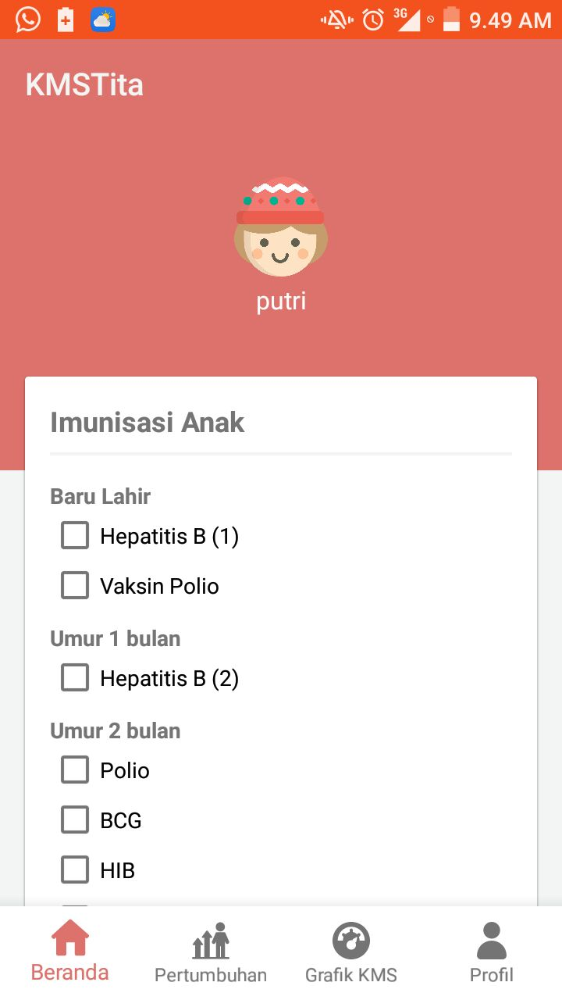 3G 9.49 AM
KMSTita
putri
Imunisasi Anak
Baru Lahir
Hepatitis B (1)
Vaksin Polio
Umur 1 bulan
Hepatitis B (2)
Umur 2 bulan
Polio
BCG
HIB
Beranda Pertumbuhan Grafik KMS Profil